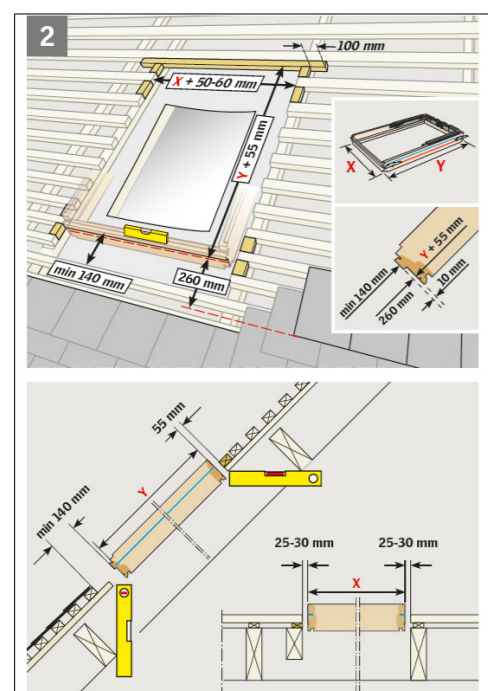 2
100 mm
X + 50-60 mm
Y + 55 mm
min 140 mm
260 mm
X
Y
Y + 55 mm
min 140 mm
260 mm
10 mm
55 mm
Y
min 140 mm
25-30 mm
25-30 mm
X